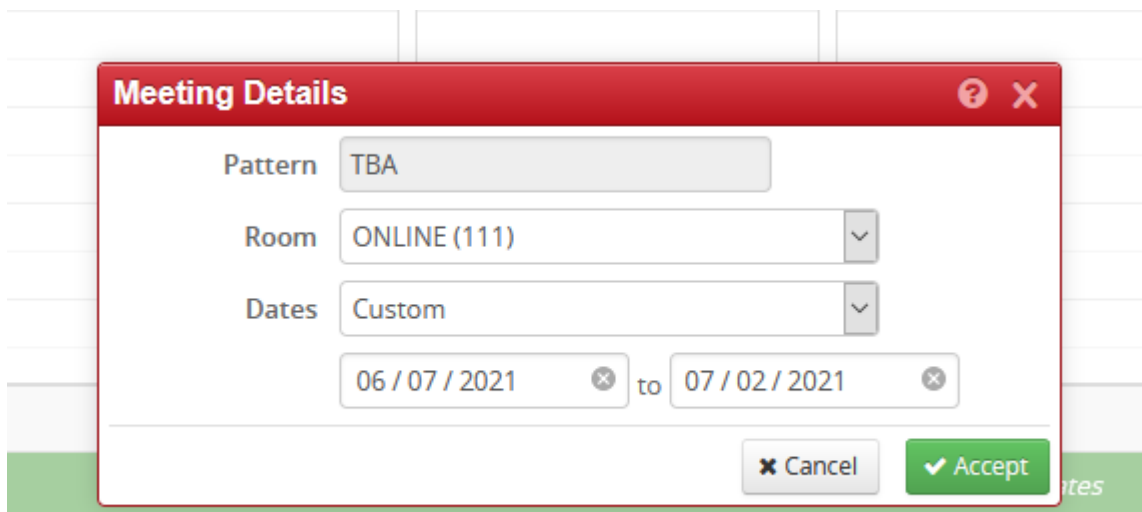 Meeting Details
Pattern TBA
Room ONLINE (111)
Dates Custom
06 / 07 / 2021 to 07 / 02 / 2021
Cancel Accept